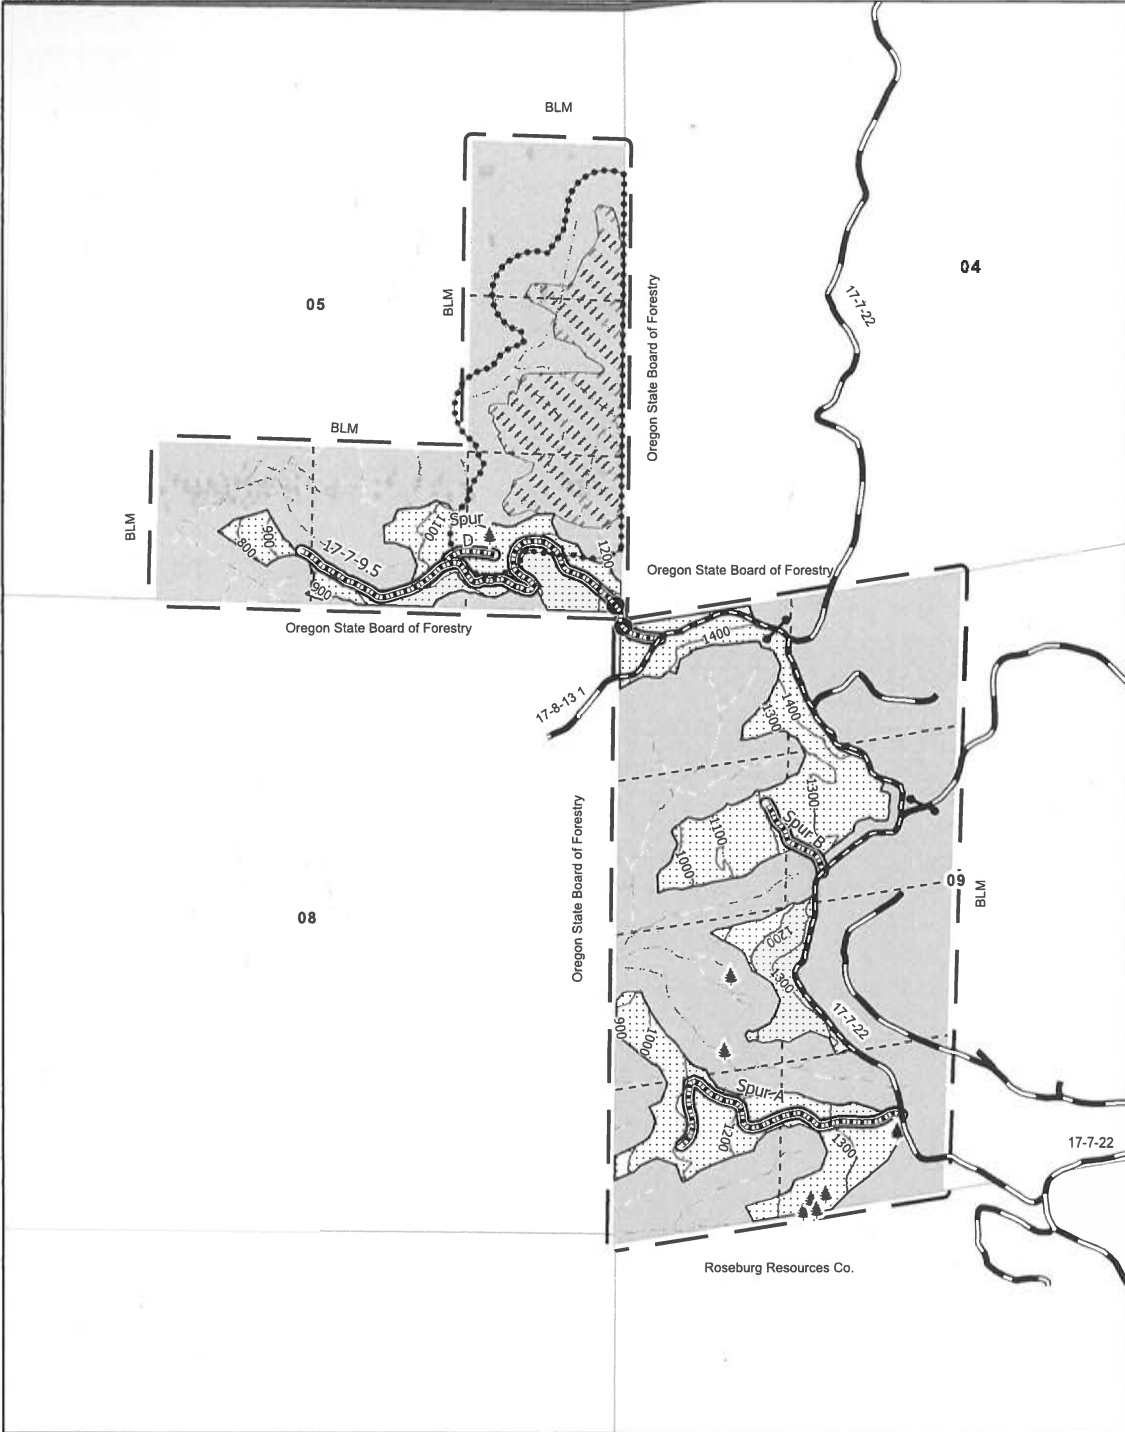 BLM
04
05
BLM
17-7-22
Oregon State Board of Forestry
BLM
BLM
1100
Spur
D
900
800
17-7-9.5
1200
900
Oregon State Board of Forestry
Oregon State Board of Forestry
1400
17-8-13 1
1400
1300
1300
Spur B
1100
1000
Oregon State Board of Forestry
09
BLM
08
1200
1300
17-7-22
900
1000
Spur A
1200
1300
17-7-22
Roseburg Resources Co.